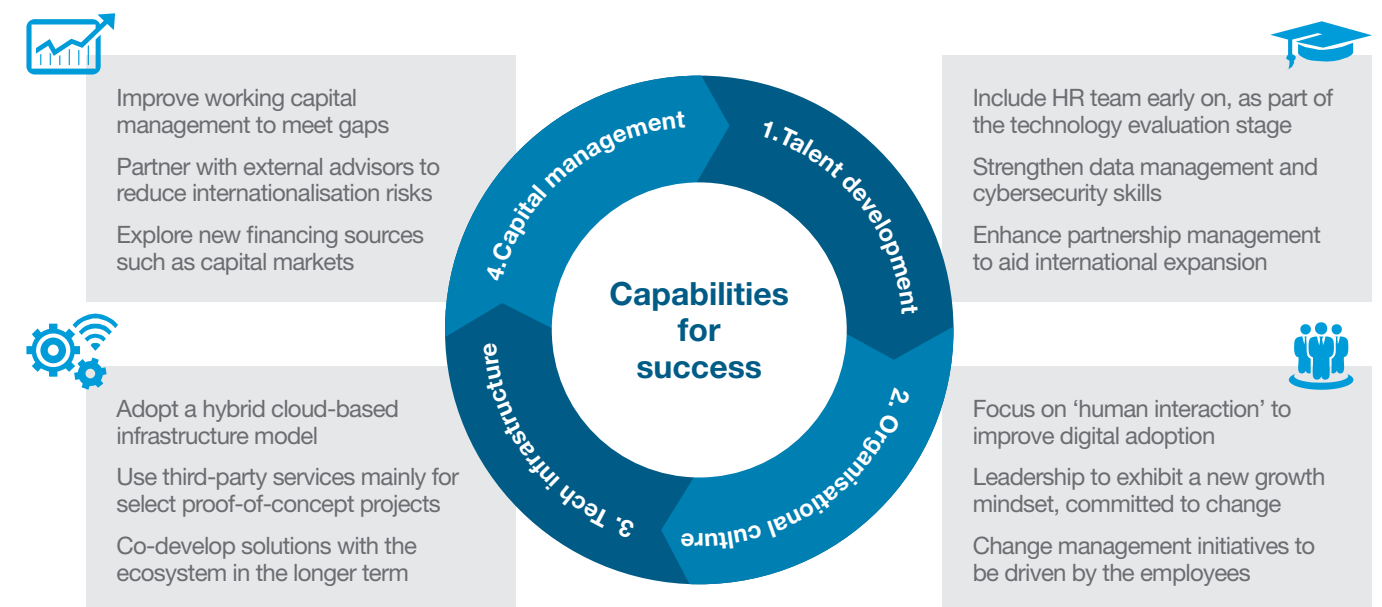 Improve working capital
management to meet gaps
Partner with external advisors to
reduce internationalisation risks
Explore new financing sources
such as capital markets
Include HR team early on, as part of
the technology evaluation stage
Strengthen data management and
cybersecurity skills
Enhance partnership management
to aid international expansion
4.Capital management
1.Talent development
Capabilities
for
success
3. Tech infrastructure
2. Organisational culture
Adopt a hybrid cloud-based
infrastructure model
Use third-party services mainly for
select proof-of-concept projects
Co-develop solutions with the
ecosystem in the longer term
Focus on ‘human interaction’ to
improve digital adoption
Leadership to exhibit a new growth
mindset, committed to change
Change management initiatives to
be driven by the employees